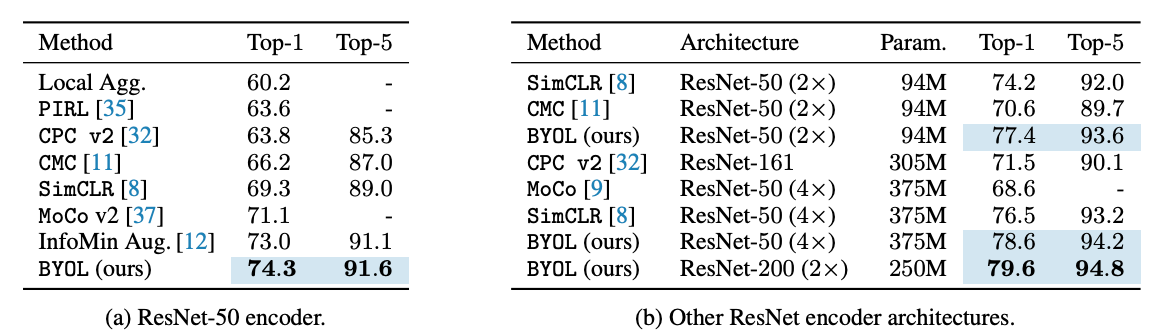 Method Top-1 Top-5
Local Agg. 60.2 -
PIRL [35] 63.6 -
CPC v2 [32] 63.8 85.3
CMC [11] 66.2 87.0
SimCLR [8] 69.3 89.0
MoCo v2 [37] 71.1 -
InfoMin Aug. [12] 73.0 91.1
BYOL (ours) 74.3 91.6
(a) ResNet-50 encoder.
Method Architecture Param. Top-1 Top-5
SimCLR [8] ResNet-50 (2×) 94M 74.2 92.0
CMC [11] ResNet-50 (2×) 94M 70.6 89.7
BYOL (ours) ResNet-50 (2×) 94M 77.4 93.6
CPC v2 [32] ResNet-161 305M 71.5 90.1
MoCo [9] ResNet-50 (4×) 375M 68.6 -
SimCLR [8] ResNet-50 (4×) 375M 76.5 93.2
BYOL (ours) ResNet-50 (4×) 375M 78.6 94.2
BYOL (ours) ResNet-200 (2×) 250M 79.6 94.8
(b) Other ResNet encoder architectures.